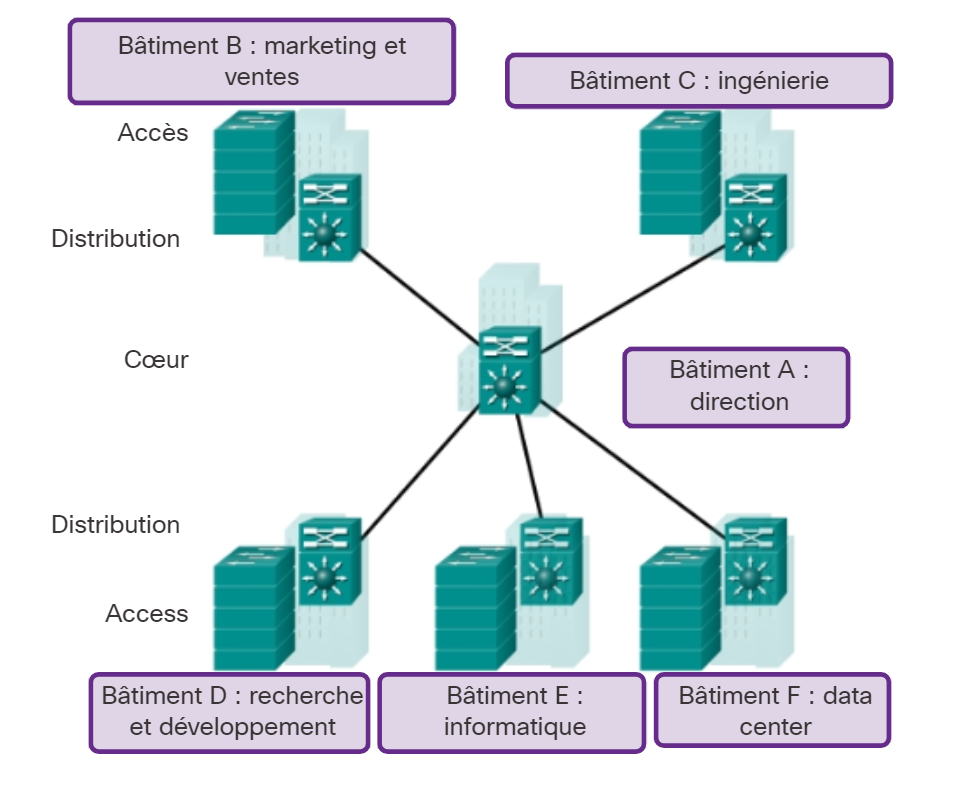 Bâtiment B : marketing et
ventes
Bâtiment C : ingénierie
Accès
Distribution
Cœur
Bâtiment A :
direction
Distribution
Access
Bâtiment D : recherche
et développement
Bâtiment E :
informatique
Bâtiment F : data
center